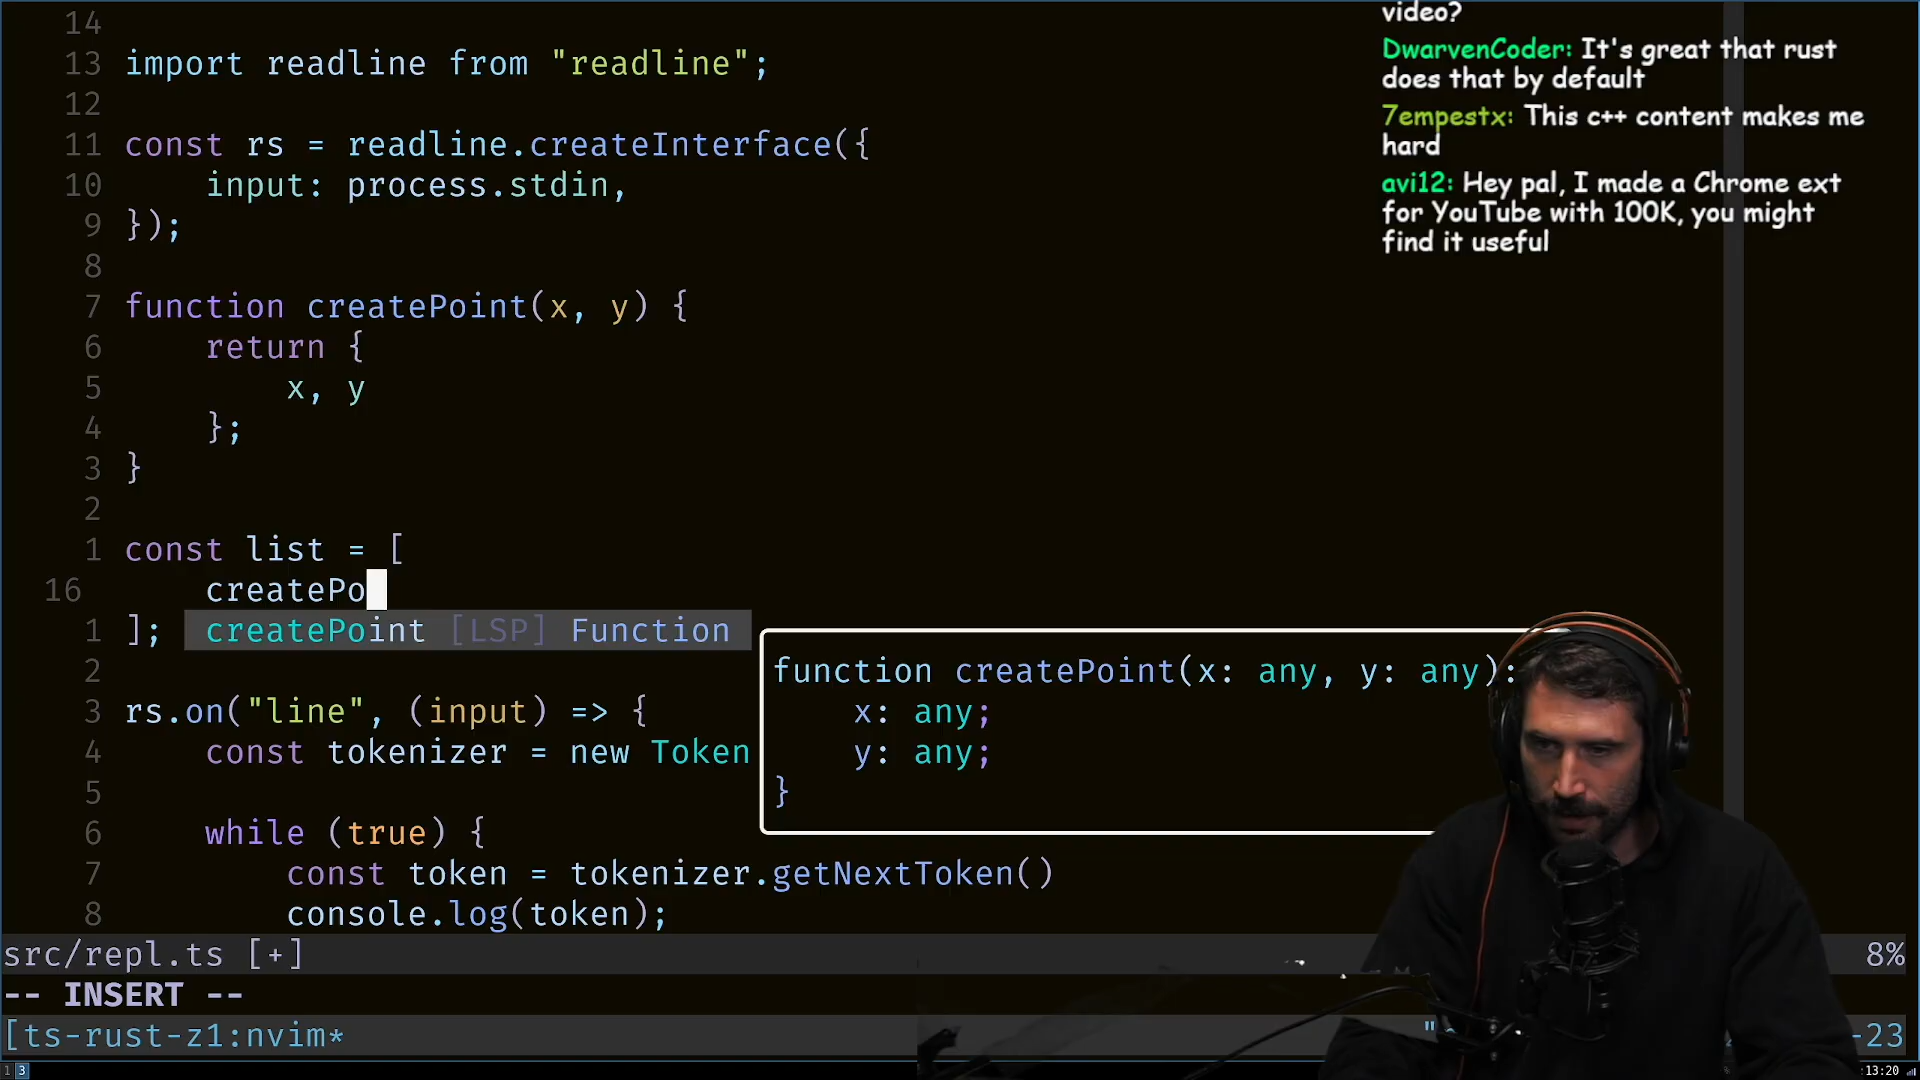 14
13 import readline from "readline";
12
11 const rs = readline.createInterface({
10 input: process.stdin,
9 });
8
7 function createPoint(x, y) {
6 return {
5 x, y
4 };
3 }
2
1 const list = [
16 createPo
1 ]; createPoint [LSP] Function
2
3 rs.on("line", (input) => {
4 const tokenizer = new Token
5
6 while (true) {
7 const token = tokenizer.getNextToken()
8 console.log(token);
function createPoint(x: any, y: any):
x: any;
y: any;
}
src/repl.ts [+]
8%
-- INSERT --
[ts-rust-z1:nvim*
-23
1 3
13:20
video?
DwarvenCoder: It's great that rust
does that by default
7empestx: This c++ content makes me
hard
avi12: Hey pal, I made a Chrome ext
for YouTube with 100K, you might
find it useful